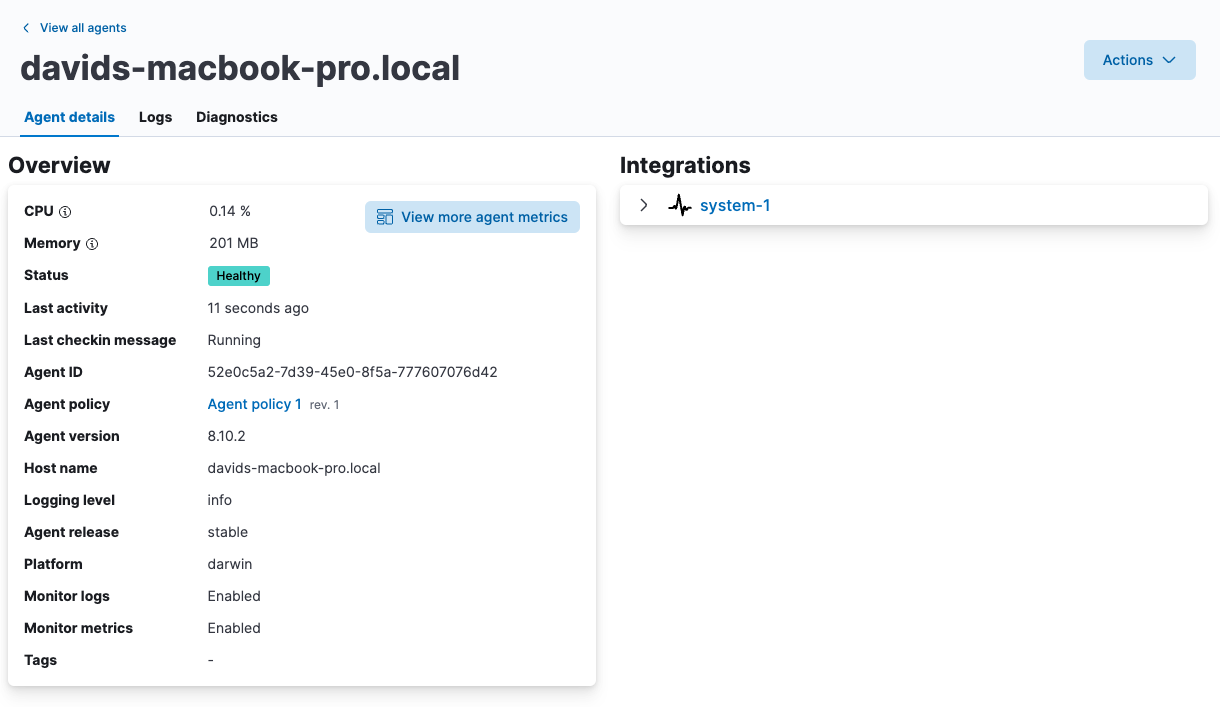 View all agents
davids-macbook-pro.local
Actions
Agent details Logs Diagnostics
Overview
CPU 0.14 %
View more agent metrics
Memory 201 MB
Status Healthy
Last activity 11 seconds ago
Last checkin message Running
Agent ID 52e0c5a2-7d39-45e0-8f5a-777607076d42
Agent policy Agent policy 1 rev. 1
Agent version 8.10.2
Host name davids-macbook-pro.local
Logging level info
Agent release stable
Platform darwin
Monitor logs Enabled
Monitor metrics Enabled
Tags -
Integrations
system-1